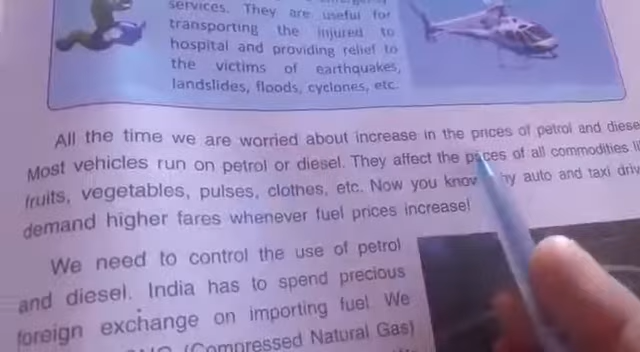 services. They are useful for
transporting the injured to
hospital and providing relief to
the victims of earthquakes,
landslides, floods, cyclones, etc.
All the time we are worried about increase in the prices of petrol and
Most vehicles run on petrol or diesel. They affect the prices of all commodities
fruits, vegetables, pulses, clothes, etc. Now you know auto and taxi
demand higher fares whenever fuel prices increase!
We need to control the use of petrol
and diesel. India has to spend precious
foreign exchange on importing fuel. We
(Compressed Natural Gas)